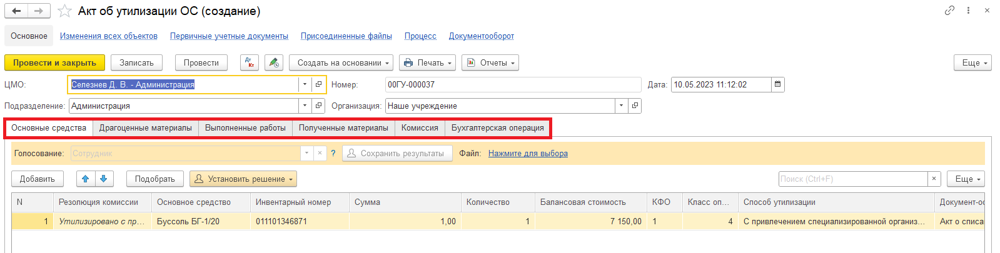 Акт об утилизации ОС (создание)
Основное Изменения всех объектов Первичные учетные документы Присоединенные файлы Процесс Документооборот
Провести и закрыть Записать Провести Дт Кт Создать на основании Печать Отчеты Еще
ЦМО: Селезнев Д. В. - Администрация Номер: 00ГУ-000037 Дата: 10.05.2023 11:12:02
Подразделение: Администрация Организация: Наше учреждение
Основные средства Драгоценные материалы Выполненные работы Полученные материалы Комиссия Бухгалтерская операция
Голосование: Сотрудник ? Сохранить результаты Файл: Нажмите для выбора
Добавить Подобрать Установить решение Поиск (Ctrl+F) × Еще
N Резолюция комиссии Основное средство Инвентарный номер Сумма Количество Балансовая стоимость КФО Класс оп... Способ утилизации Документ-ос
1 Утилизировано с пр... Буссоль БГ-1/20 011101346871 1,00 1 7 150,00 1 4 С привлечением специализированной организ... Акт о списа